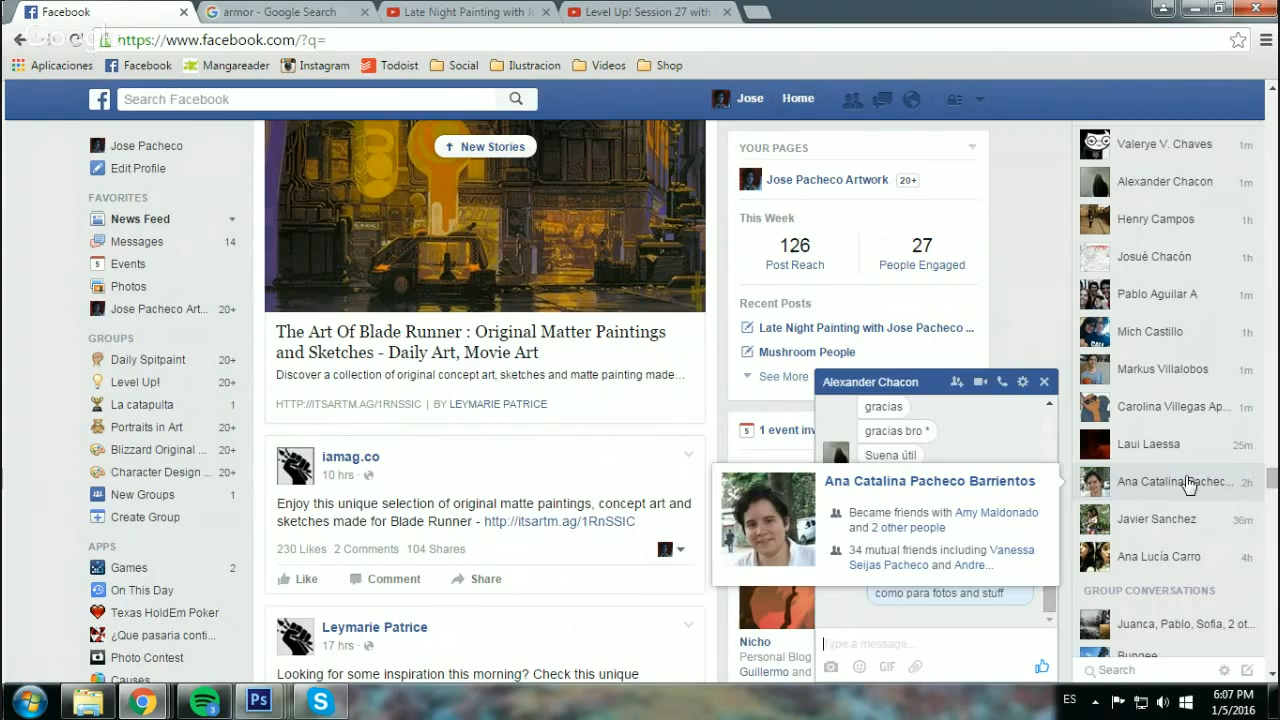 Facebook
armor - Google Search
Late Night Painting with J
Level Up! Session 27 with
https://www.facebook.com/?q=
Aplicaciones
Facebook
Mangareader
Instagram
Todoist
Social
Ilustracion
Videos
Shop
Search Facebook
Jose
Home
Jose Pacheco
Edit Profile
FAVORITES
News Feed
Messages 14
Events
Photos
Jose Pacheco Art... 20+
GROUPS
Daily Spitpaint 20+
Level Up! 20+
La catapulta 1
Portraits in Art 20+
Blizzard Original ... 20+
Character Design ... 20+
New Groups 1
Create Group
APPS
Games 2
On This Day
Texas HoldEm Poker
¿Que pasaria conti...
Photo Contest
Causes
New Stories
The Art Of Blade Runner : Original Matter Paintings
and Sketches - Daily Art, Movie Art
Discover a collection of original concept art, sketches and matte painting made...
HTTP://ITSARTM.AG/1RNSSIC | BY LEYMARIE PATRICE
iamag.co
10 hrs ·
Enjoy this unique selection of original matte paintings, concept art and
sketches made for Blade Runner - http://itsartm.ag/1RnSSIC
230 Likes 2 Comments 104 Shares
Like Comment Share
Leymarie Patrice
17 hrs ·
Looking for some inspiration this morning? Check this unique
YOUR PAGES
Jose Pacheco Artwork 20+
This Week
126 27
Post Reach People Engaged
Recent Posts
Late Night Painting with Jose Pacheco ...
Mushroom People
See More
5 1 event inv
Nicho
Personal Blog
Guillermo and
Alexander Chacon
gracias
gracias bro *
Suena útil
Ana Catalina Pacheco Barrientos
Became friends with Amy Maldonado
and 2 other people
34 mutual friends including Vanessa
Seijas Pacheco and Andre...
como para fotos and stuff
Type a message...
GIF
Valerye V. Chaves 1m
Alexander Chacon 1m
Henry Campos 1h
Josué Chacón 1h
Pablo Aguilar A 1m
Mich Castillo 1h
Markus Villalobos 1h
Carolina Villegas Ap... 1m
Laui Laessa 25m
Ana Catalina Pachec... 2h
Javier Sanchez 36m
Ana Lucía Carro 4h
GROUP CONVERSATIONS
Juanca, Pablo, Sofia, 2 ot...
Bungee
Search
Ps
3
ES
6:07 PM
1/5/2016